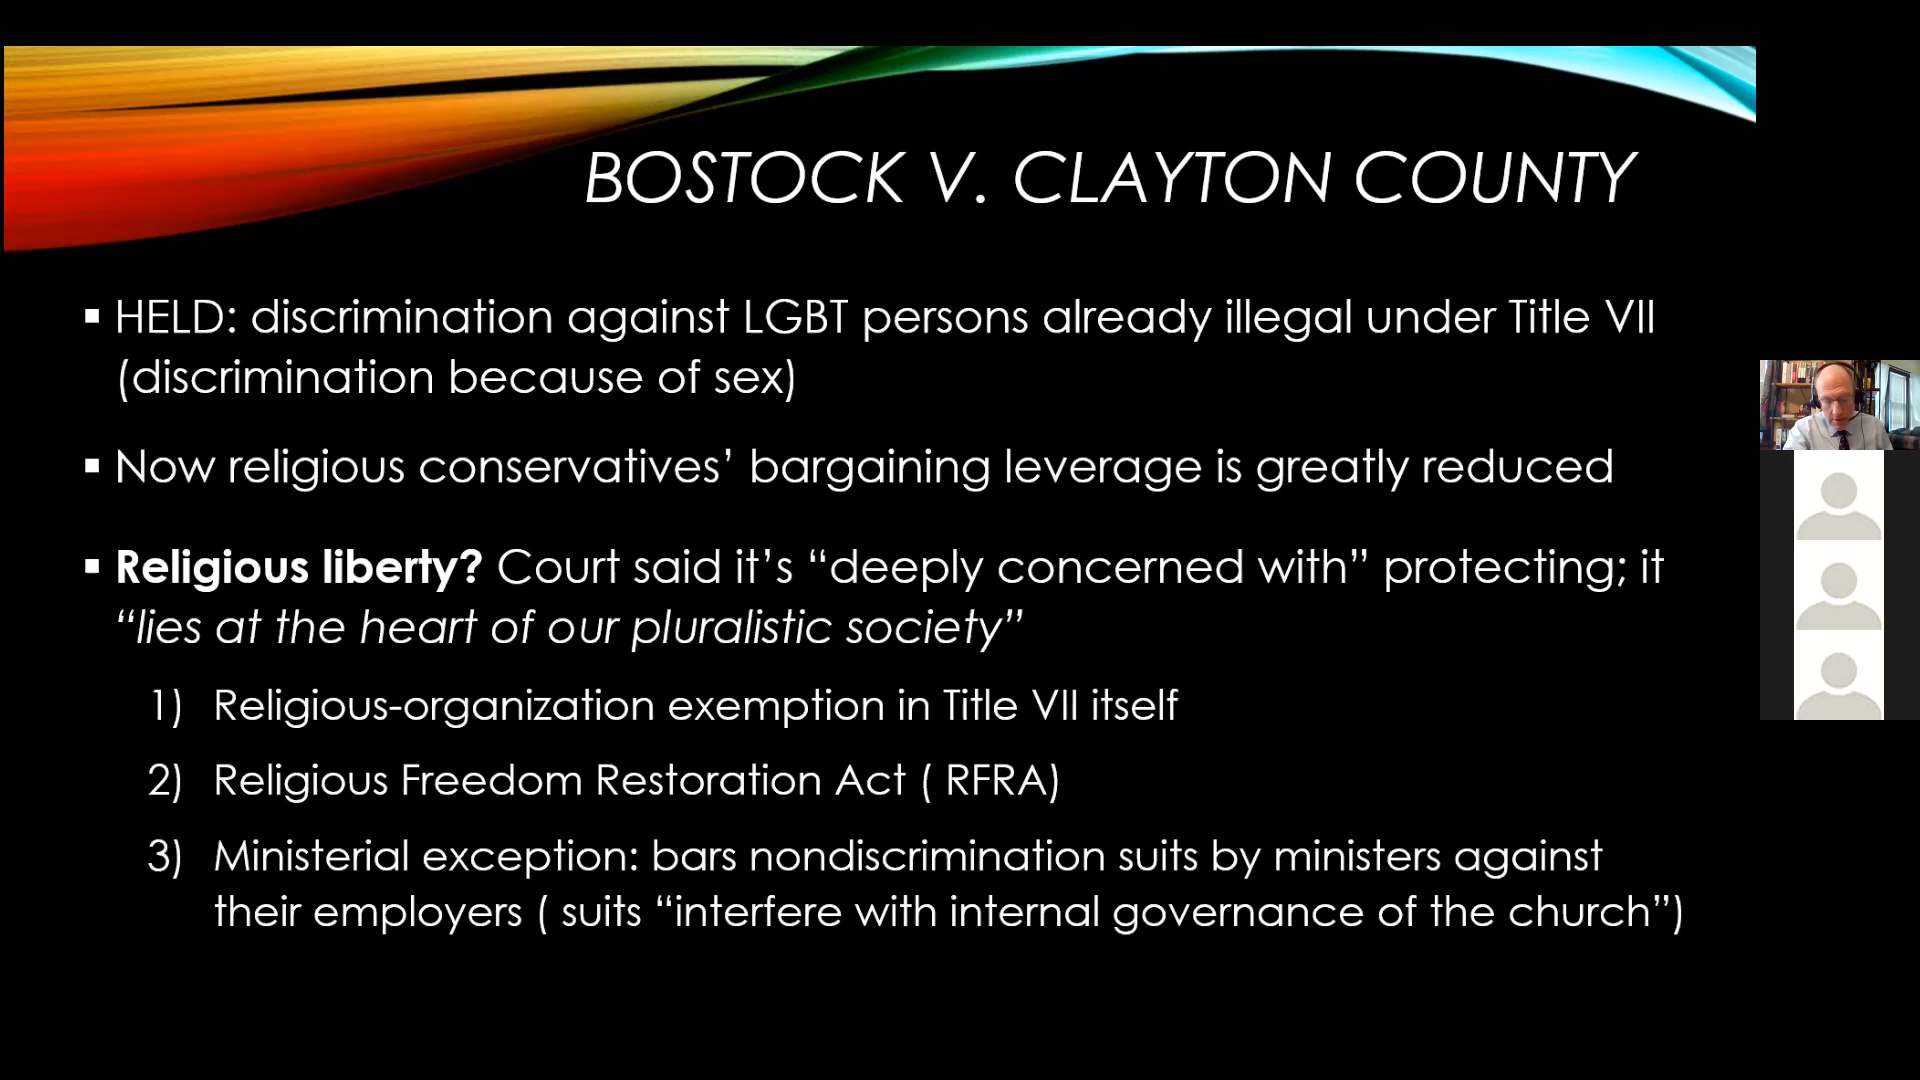 BOSTOCK V. CLAYTON COUNTY
▪ HELD: discrimination against LGBT persons already illegal under Title VII
(discrimination because of sex)
▪ Now religious conservatives’ bargaining leverage is greatly reduced
▪ Religious liberty? Court said it’s “deeply concerned with” protecting; it
“lies at the heart of our pluralistic society”
1) Religious-organization exemption in Title VII itself
2) Religious Freedom Restoration Act ( RFRA)
3) Ministerial exception: bars nondiscrimination suits by ministers against
their employers ( suits “interfere with internal governance of the church”)